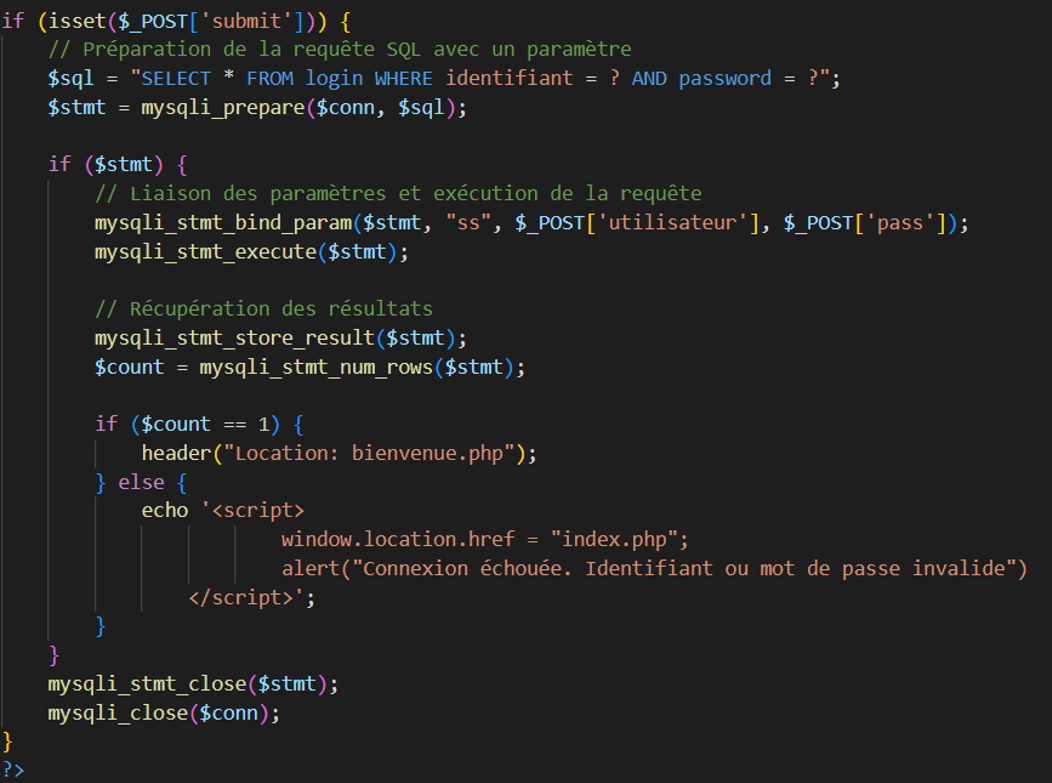 if (isset($_POST['submit'])) {
// Préparation de la requête SQL avec un paramètre
$sql = "SELECT * FROM login WHERE identifiant = ? AND password = ?";
$stmt = mysqli_prepare($conn, $sql);
if ($stmt) {
// Liaison des paramètres et exécution de la requête
mysqli_stmt_bind_param($stmt, "ss", $_POST['utilisateur'], $_POST['pass']);
mysqli_stmt_execute($stmt);
// Récupération des résultats
mysqli_stmt_store_result($stmt);
$count = mysqli_stmt_num_rows($stmt);
if ($count == 1) {
header("Location: bienvenue.php");
} else {
echo '<script>
window.location.href = "index.php";
alert("Connexion échouée. Identifiant ou mot de passe invalide")
</script>';
}
}
mysqli_stmt_close($stmt);
mysqli_close($conn);
}
?>